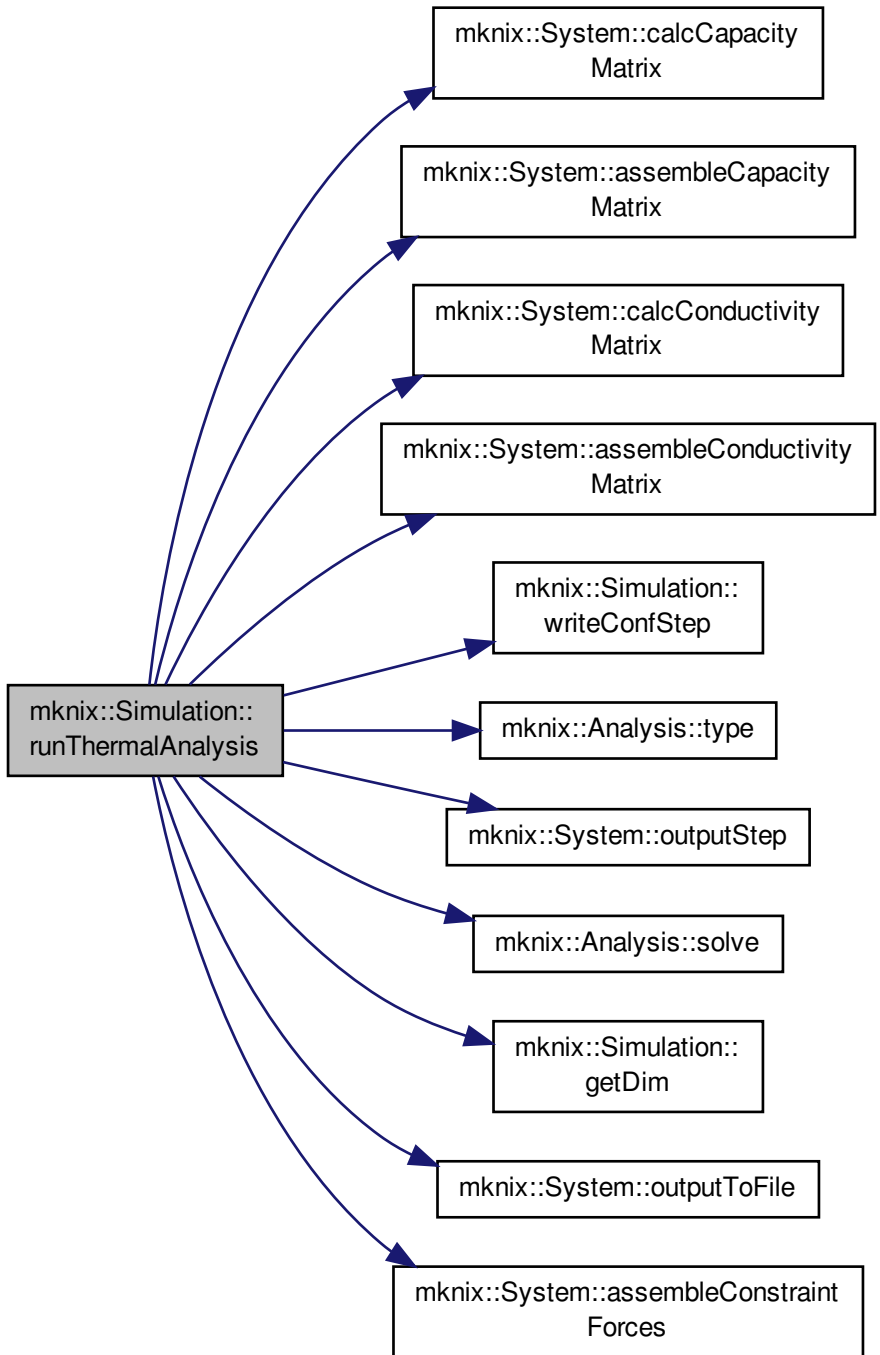 mknix::System::calcCapacity
Matrix
mknix::System::assembleCapacity
Matrix
mknix::System::calcConductivity
Matrix
mknix::System::assembleConductivity
Matrix
mknix::Simulation::
writeConfStep
mknix::Simulation::
runThermalAnalysis
mknix::Analysis::type
mknix::System::outputStep
mknix::Analysis::solve
mknix::Simulation::
getDim
mknix::System::outputToFile
mknix::System::assembleConstraint
Forces